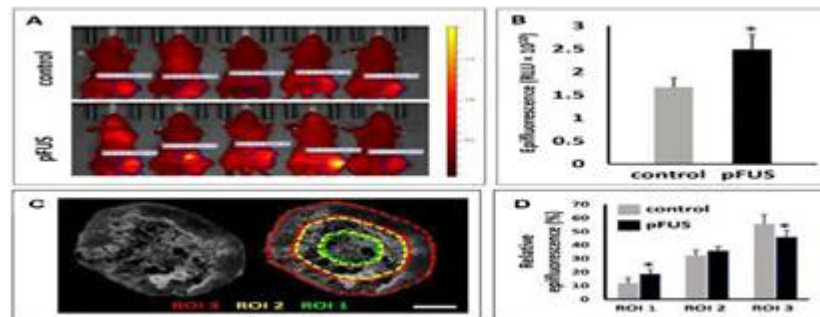 A
control
pFUS
B
Epifluorescence [RLU × 10¹⁰]
3
2.5
2
1.5
1
0.5
0
*
control pFUS
C
ROI 3 ROI 2 ROI 1
D
Relative
epifluorescence [%]
70
60
50
40
30
20
10
0
control
pFUS
*
*
ROI 1 ROI 2 ROI 3